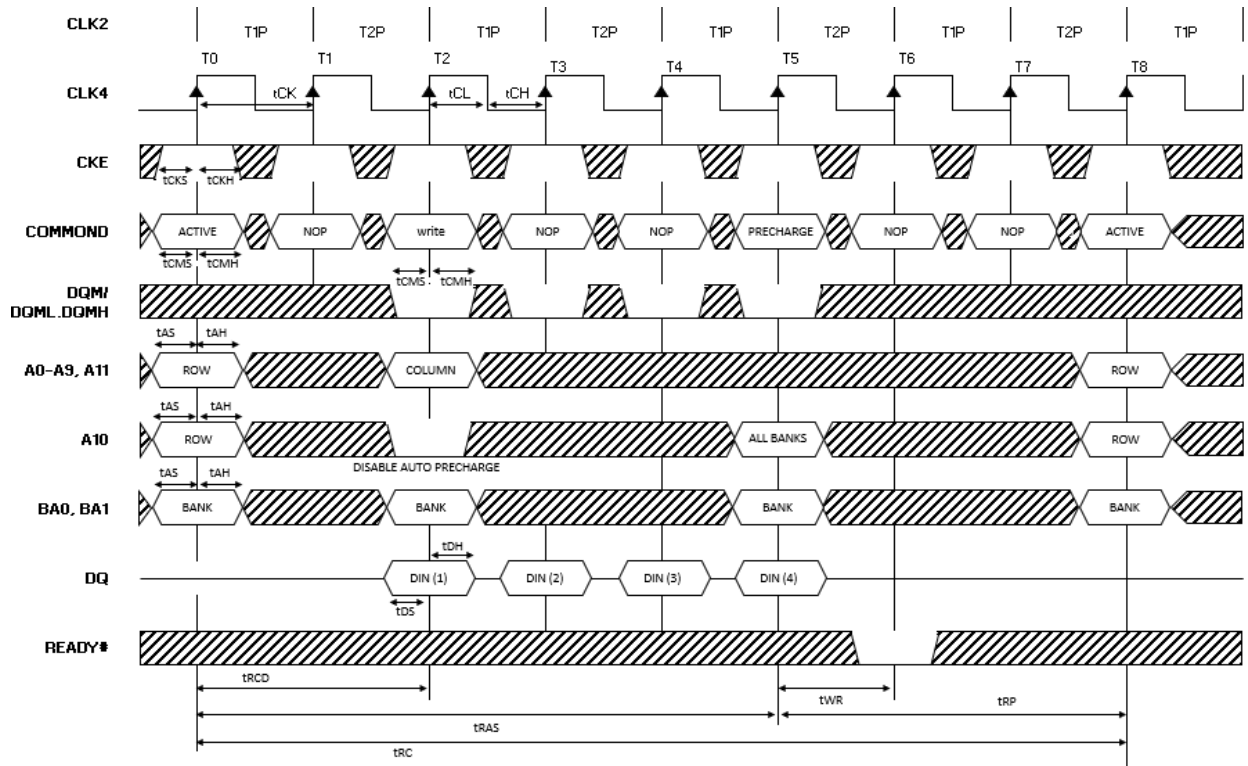 CLK2 T1P T2P T1P T2P T1P T2P T1P T2P T1P
T0 T1 T2 T3 T4 T5 T6 T7 T8
CLK4 tCK tCL tCH
CKE
tCKS tCKH
COMMOND ACTIVE NOP write NOP NOP PRECHARGE NOP NOP ACTIVE
tCMS tCMH tCMS tCMH
DQM/
DQML.DQMH
tAS tAH
A0-A9, A11 ROW COLUMN ROW
tAS tAH
A10 ROW ALL BANKS ROW
DISABLE AUTO PRECHARGE
tAS tAH
BA0, BA1 BANK BANK BANK BANK
tDH
DQ DIN (1) DIN (2) DIN (3) DIN (4)
tDS
READY#
tRCD tWR tRP
tRAS
tRC